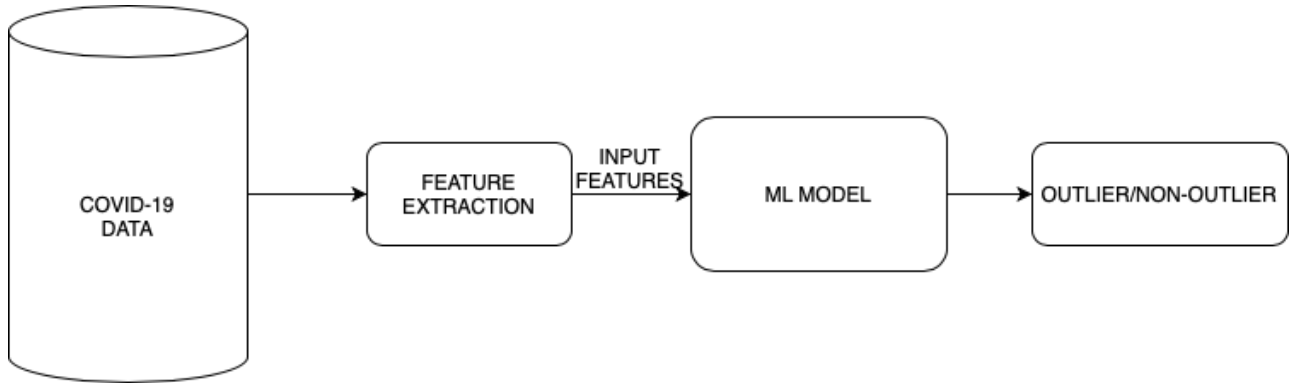 COVID-19
DATA
FEATURE
EXTRACTION
INPUT
FEATURES
ML MODEL
OUTLIER/NON-OUTLIER